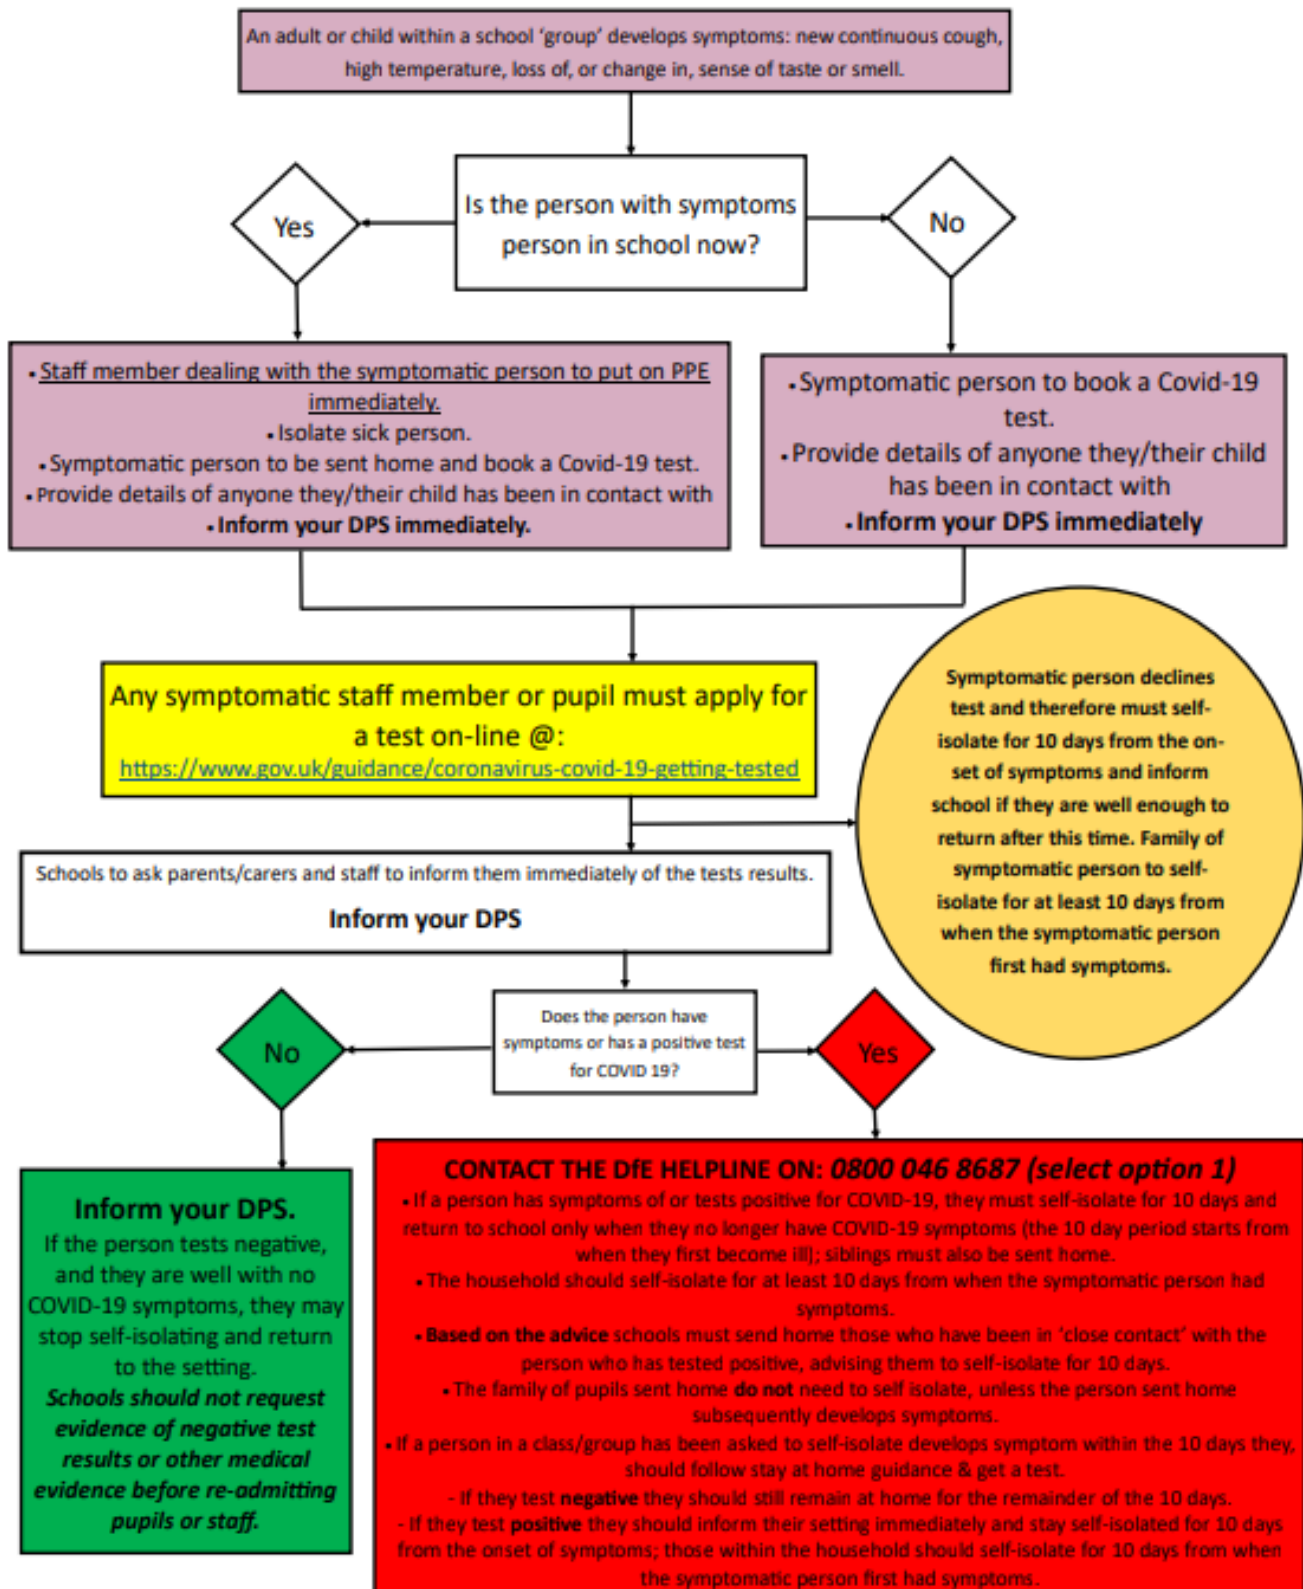 An adult or child within a school ‘group’ develops symptoms: new continuous cough,
high temperature, loss of, or change in, sense of taste or smell.
Is the person with symptoms
person in school now?
Yes
No
• Staff member dealing with the symptomatic person to put on PPE
immediately.
• Isolate sick person.
• Symptomatic person to be sent home and book a Covid-19 test.
• Provide details of anyone they/their child has been in contact with
• Inform your DPS immediately.
• Symptomatic person to book a Covid-19
test.
• Provide details of anyone they/their child
has been in contact with
• Inform your DPS immediately
Any symptomatic staff member or pupil must apply for
a test on-line @:
https://www.gov.uk/guidance/coronavirus-covid-19-getting-tested
Symptomatic person declines
test and therefore must self-
isolate for 10 days from the on-
set of symptoms and inform
school if they are well enough to
return after this time. Family of
symptomatic person to self-
isolate for at least 10 days from
when the symptomatic person
first had symptoms.
Schools to ask parents/carers and staff to inform them immediately of the tests results.
Inform your DPS
Does the person have
symptoms or has a positive test
for COVID 19?
No
Yes
Inform your DPS.
If the person tests negative,
and they are well with no
COVID-19 symptoms, they may
stop self-isolating and return
to the setting.
Schools should not request
evidence of negative test
results or other medical
evidence before re-admitting
pupils or staff.
CONTACT THE DfE HELPLINE ON: 0800 046 8687 (select option 1)
• If a person has symptoms of or tests positive for COVID-19, they must self-isolate for 10 days and
return to school only when they no longer have COVID-19 symptoms (the 10 day period starts from
when they first become ill); siblings must also be sent home.
• The household should self-isolate for at least 10 days from when the symptomatic person had
symptoms.
• Based on the advice schools must send home those who have been in ‘close contact’ with the
person who has tested positive, advising them to self-isolate for 10 days.
• The family of pupils sent home do not need to self isolate, unless the person sent home
subsequently develops symptoms.
• If a person in a class/group has been asked to self-isolate develops symptom within the 10 days they,
should follow stay at home guidance & get a test.
- If they test negative they should still remain at home for the remainder of the 10 days.
- If they test positive they should inform their setting immediately and stay self-isolated for 10 days
from the onset of symptoms; those within the household should self-isolate for 10 days from when
the symptomatic person first had symptoms.